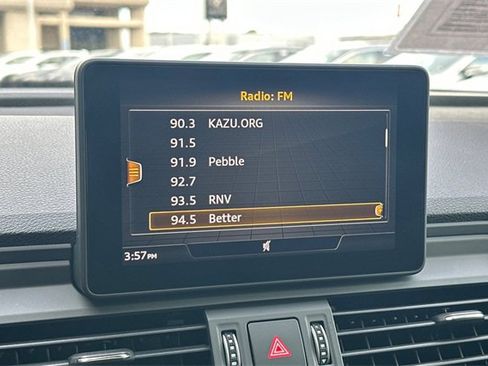 Radio: FM
90.3 KAZU.ORG
91.5
91.9 Pebble
92.7
93.5 RNV
94.5 Better
3:57PM